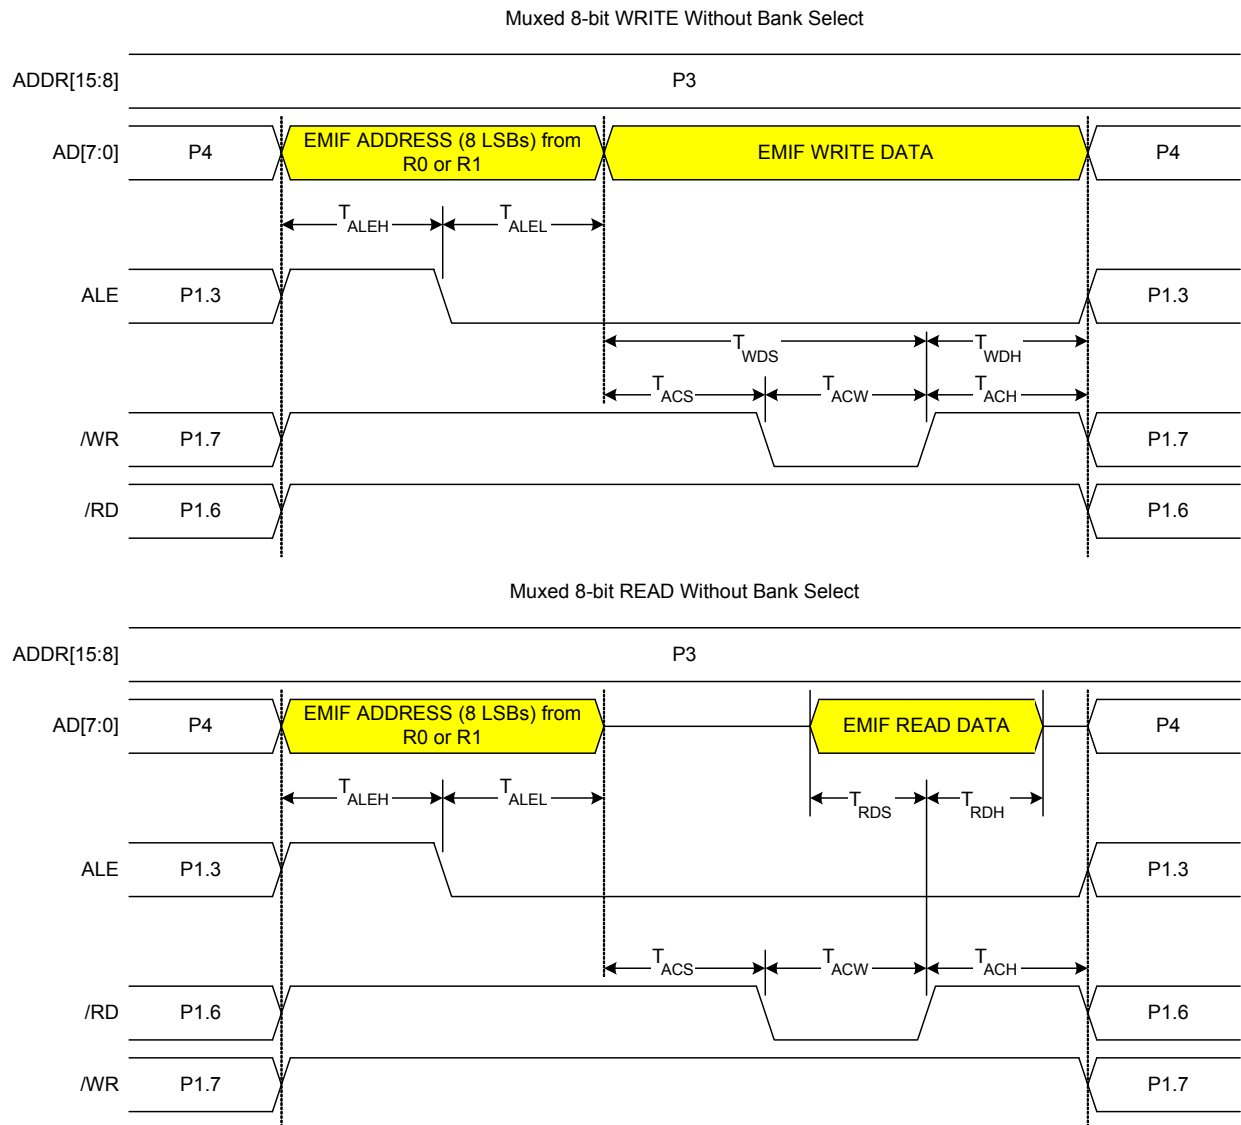 Muxed 8-bit WRITE Without Bank Select
ADDR[15:8] P3
AD[7:0] P4 EMIF ADDRESS (8 LSBs) from R0 or R1 EMIF WRITE DATA P4
TALEH TALEL
ALE P1.3 P1.3
TWDS TWDH
TACS TACW TACH
/WR P1.7 P1.7
/RD P1.6 P1.6
Muxed 8-bit READ Without Bank Select
ADDR[15:8] P3
AD[7:0] P4 EMIF ADDRESS (8 LSBs) from R0 or R1 EMIF READ DATA P4
TALEH TALEL TRDS TRDH
ALE P1.3 P1.3
TACS TACW TACH
/RD P1.6 P1.6
/WR P1.7 P1.7